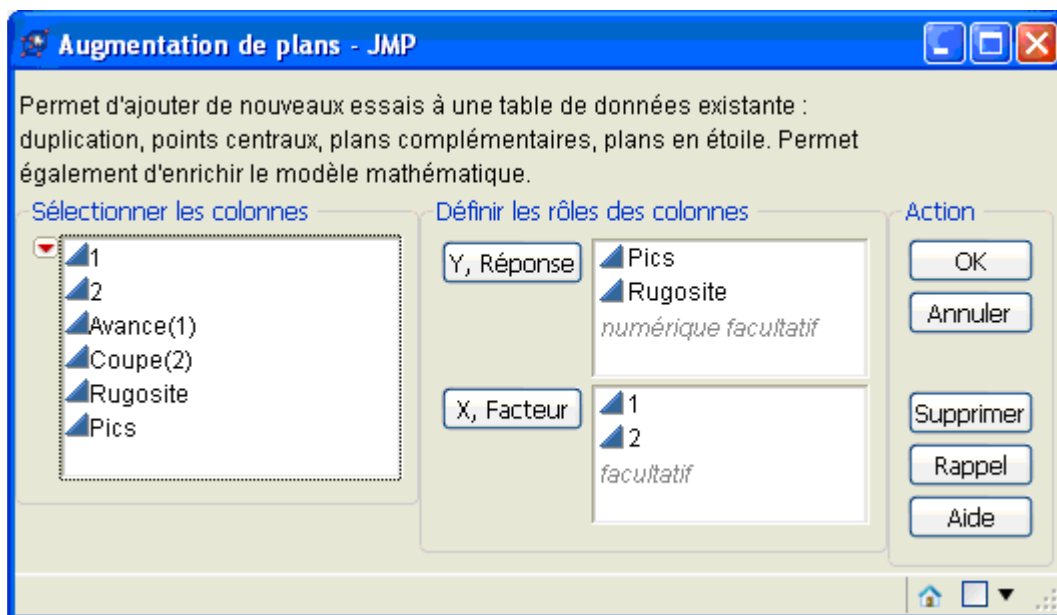 Augmentation de plans - JMP
Permet d'ajouter de nouveaux essais à une table de données existante :
duplication, points centraux, plans complémentaires, plans en étoile. Permet
également d'enrichir le modèle mathématique.
Sélectionner les colonnes
1
2
Avance(1)
Coupe(2)
Rugosite
Pics
Définir les rôles des colonnes
Y, Réponse
Pics
Rugosite
numérique facultatif
X, Facteur
1
2
facultatif
Action
OK
Annuler
Supprimer
Rappel
Aide